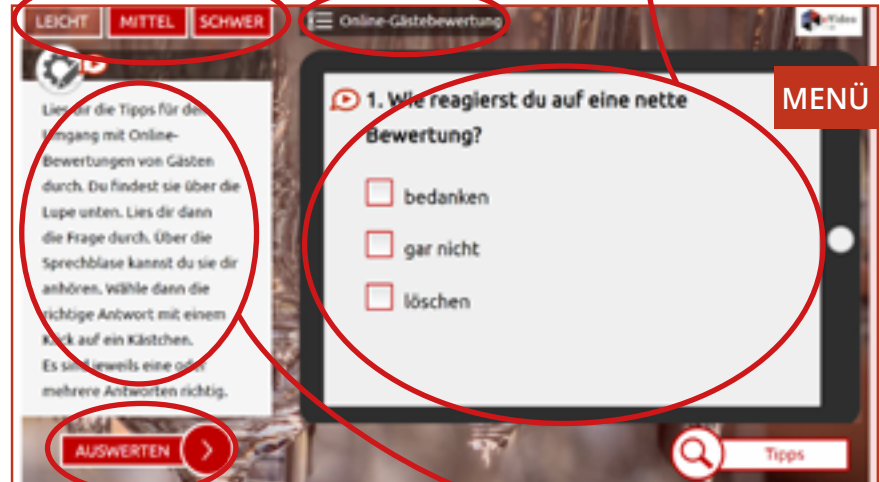 LEICHT MITTEL SCHWER Online-Gästebewertung
MENÜ
Lies dir die Tipps für den
Umgang mit Online-
Bewertungen von Gästen
durch. Du findest sie über die
Lupe unten. Lies dir dann
die Frage durch. Über die
Sprechblase kannst du sie dir
anhören. Wähle dann die
richtige Antwort mit einem
Klick auf ein Kästchen.
Es sind jeweils eine oder
mehrere Antworten richtig.
AUSWERTEN
1. Wie reagierst du auf eine nette
Bewertung?
bedanken
gar nicht
löschen
Tipps